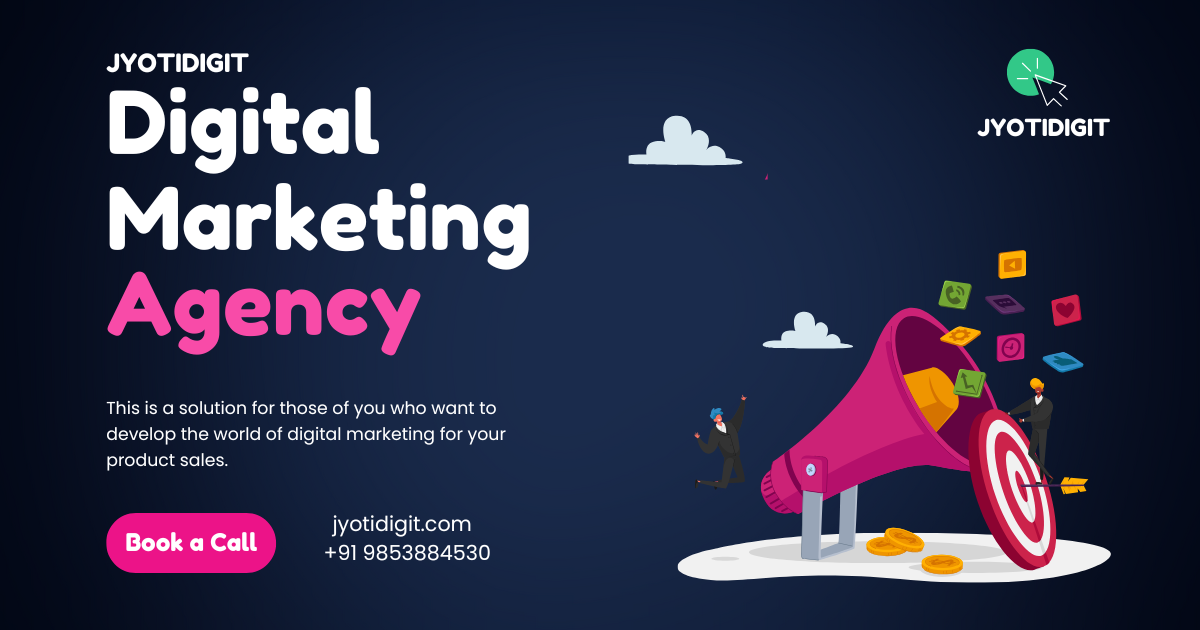 JYOTIDIGIT
Digital
Marketing
Agency
This is a solution for those of you who want to
develop the world of digital marketing for your
product sales.
Book a Call
jyotidigit.com
+91 9853884530
JYOTIDIGIT